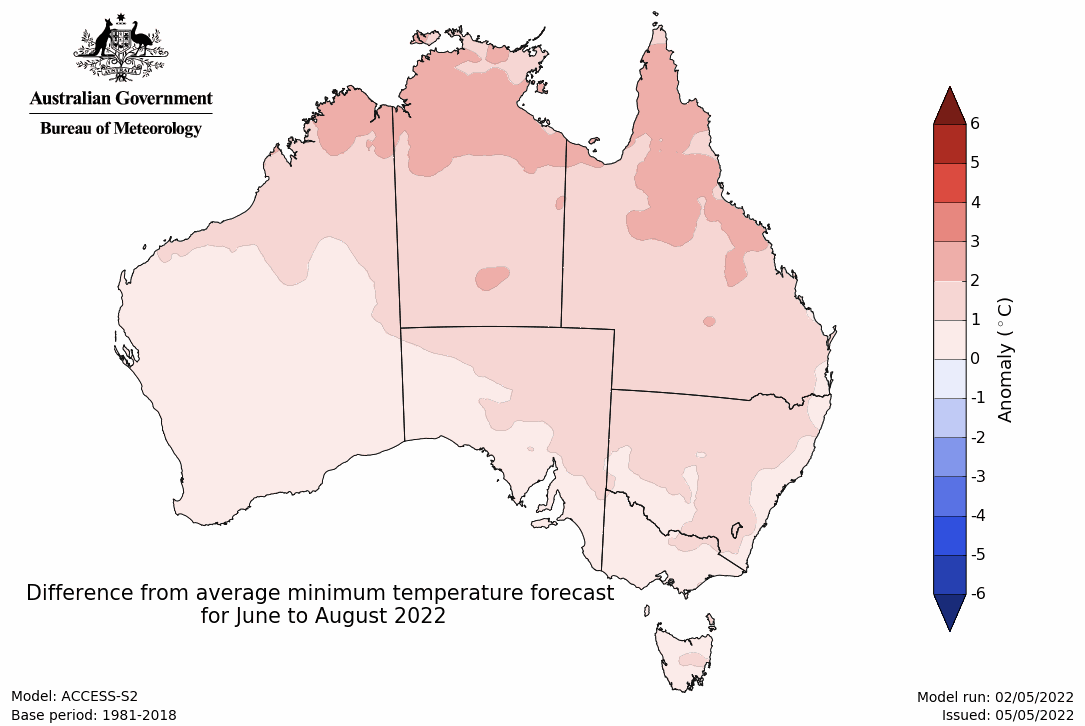 Australian Government
Bureau of Meteorology
6
5
4
3
2
1
0
-1
-2
-3
-4
-5
-6
Anomaly (°C)
Difference from average minimum temperature forecast
for June to August 2022
Model: ACCESS-S2
Base period: 1981-2018
Model run: 02/05/2022
Issued: 05/05/2022